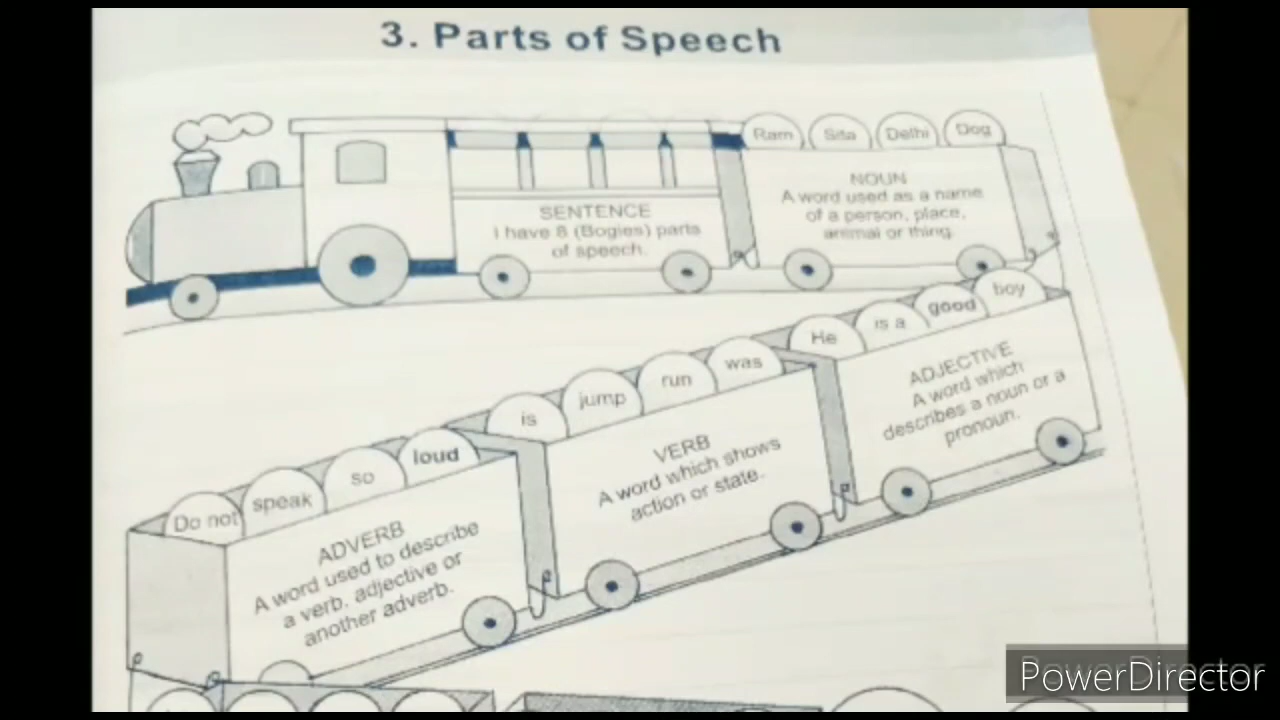 3. Parts of Speech
Ram Sita Delhi Dog
NOUN
A word used as a name
of a person, place,
animal or thing.
SENTENCE
I have 8 (Bogies) parts
of speech.
He is a good boy
ADJECTIVE
A word which
describes a noun or a
pronoun.
is jump run was
VERB
A word which shows
action or state.
Do not speak so loud
ADVERB
A word used to describe
a verb, adjective or
another adverb.
PowerDirector